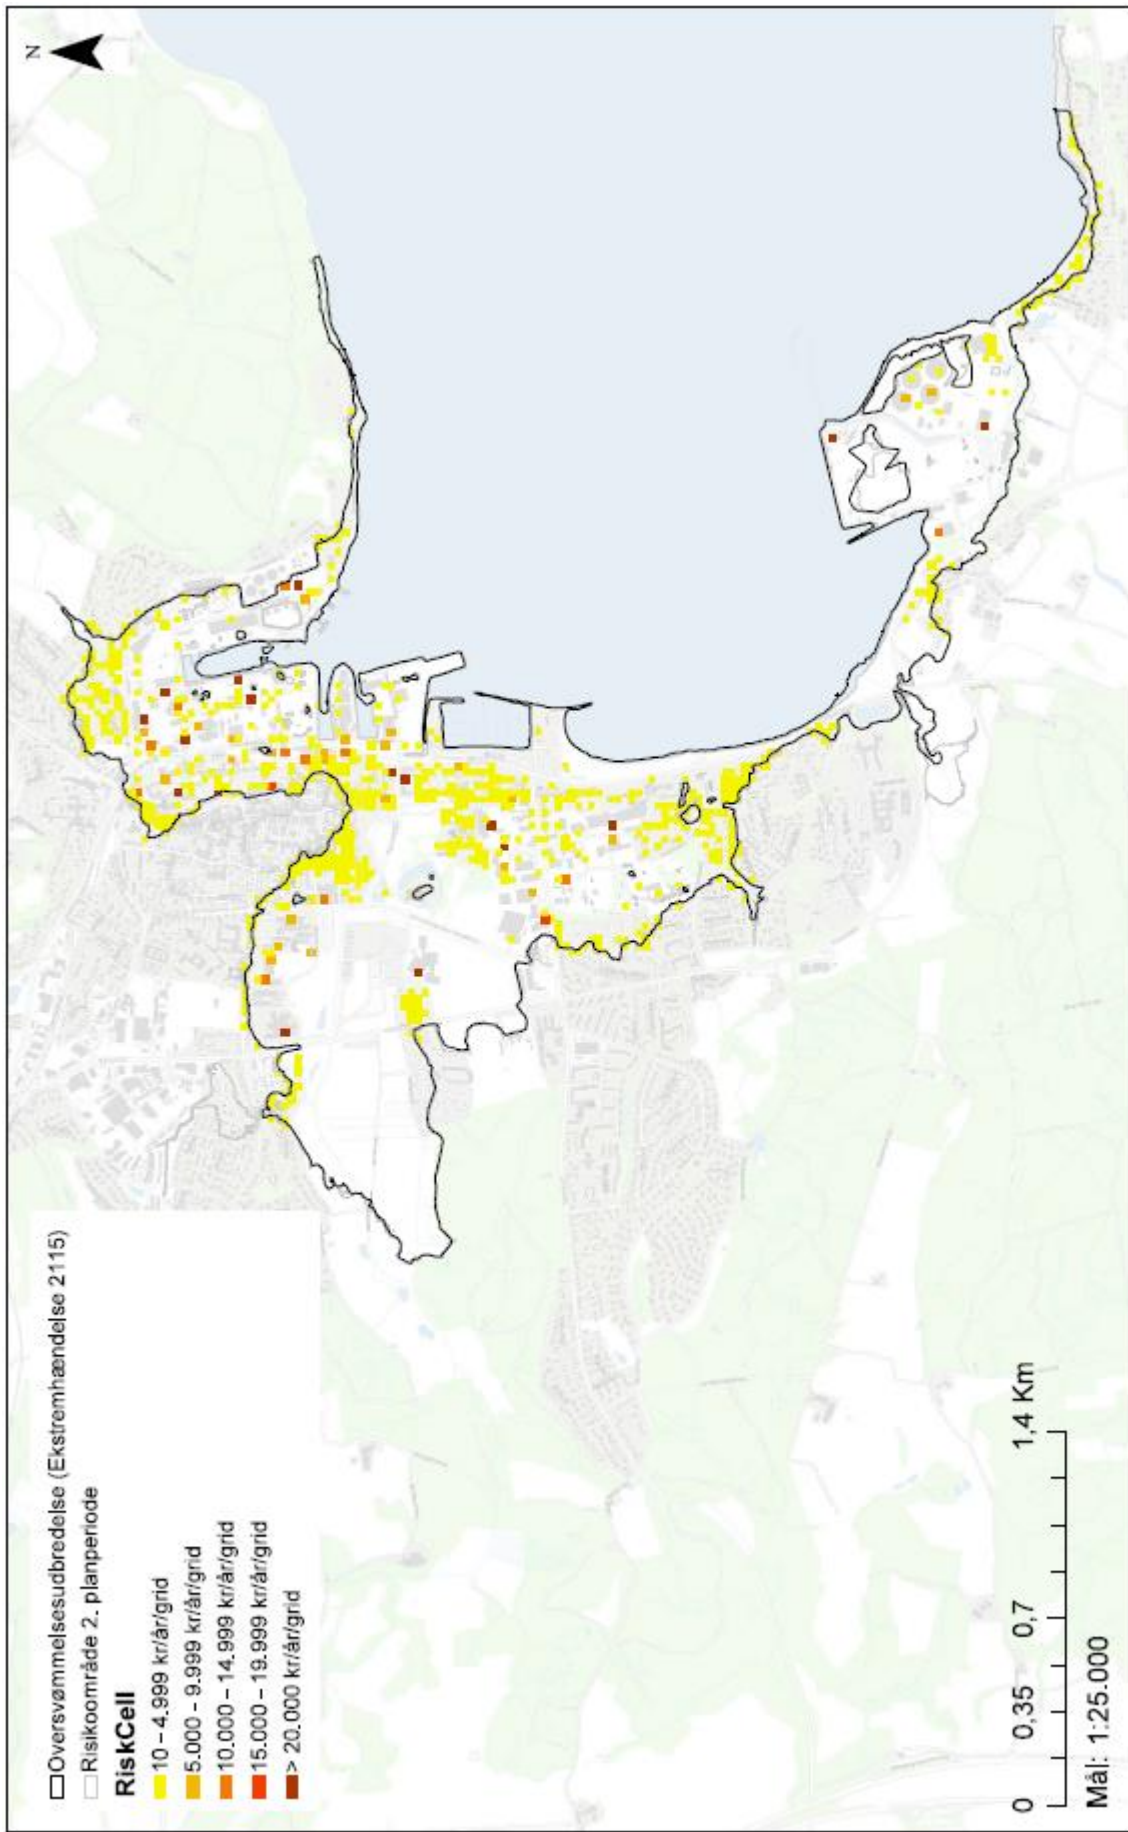 N
Oversvømmelsesudbredelse (Ekstremhændelse 2115)
Risikoområde 2. planperiode
RiskCell
10 – 4.999 kr/år/grid
5.000 – 9.999 kr/år/grid
10.000 – 14.999 kr/år/grid
15.000 – 19.999 kr/år/grid
> 20.000 kr/år/grid
0 0,35 0,7 1,4 Km
Mål: 1:25.000